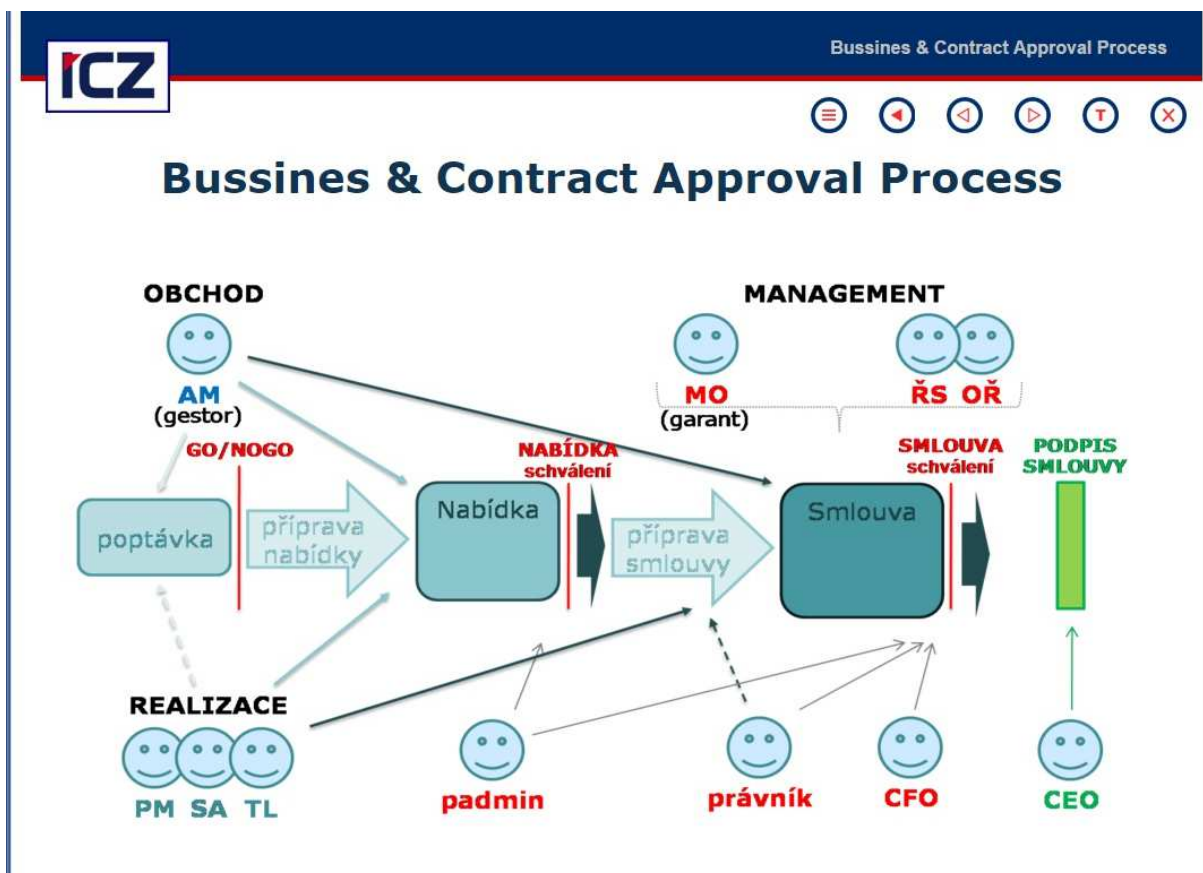 ICZ
Bussines & Contract Approval Process
T
Bussines & Contract Approval Process
OBCHOD
MANAGEMENT
AM
(gestor)
MO
(garant)
ŘS OŘ
GO/NOGO
NABÍDKA
schválení
SMLOUVA
schválení
PODPIS
SMLOUVY
poptávka
příprava
nabídky
Nabídka
příprava
smlouvy
Smlouva
REALIZACE
PM SA TL
padmin
právník
CFO
CEO